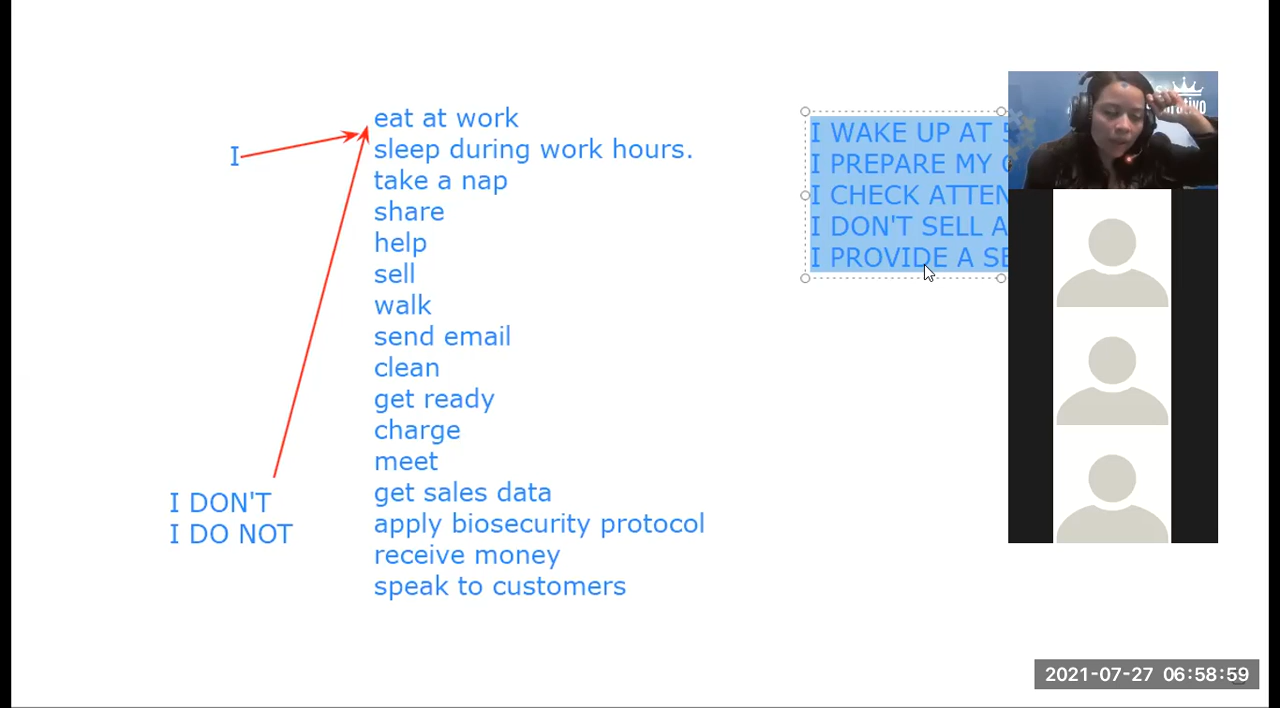 eat at work
I
sleep during work hours.
take a nap
share
help
sell
walk
send email
clean
get ready
charge
meet
get sales data
I DON'T
I DO NOT
apply biosecurity protocol
receive money
speak to customers
I WAKE UP AT
I PREPARE MY
I CHECK
I DON'T SELL
I PROVIDE A
2021-07-27 06:58:59